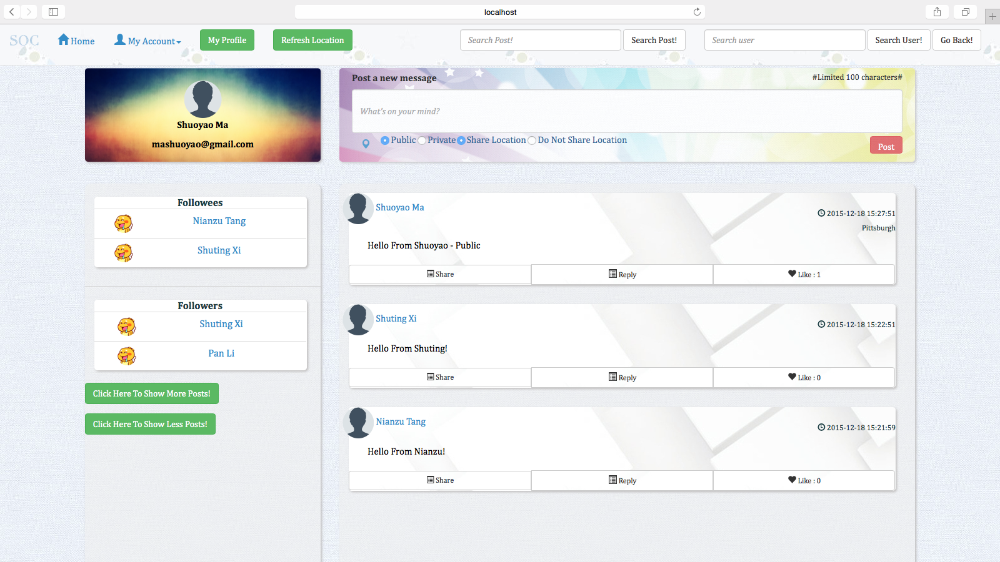 localhost
SOC Home My Account My Profile Refresh Location Search Post! Search Post! Search user Search User! Go Back!
Shuoyao Ma
mashuoyao@gmail.com
Post a new message #Limited 100 characters#
What's on your mind?
Public Private Share Location Do Not Share Location Post
Followees
Nianzu Tang
Shuting Xi
Followers
Shuting Xi
Pan Li
Click Here To Show More Posts!
Click Here To Show Less Posts!
Shuoyao Ma
2015-12-18 15:27:51
Pittsburgh
Hello From Shuoyao - Public
Share Reply Like : 1
Shuting Xi
2015-12-18 15:22:51
Hello From Shuting!
Share Reply Like : 0
Nianzu Tang
2015-12-18 15:21:59
Hello From Nianzu!
Share Reply Like : 0